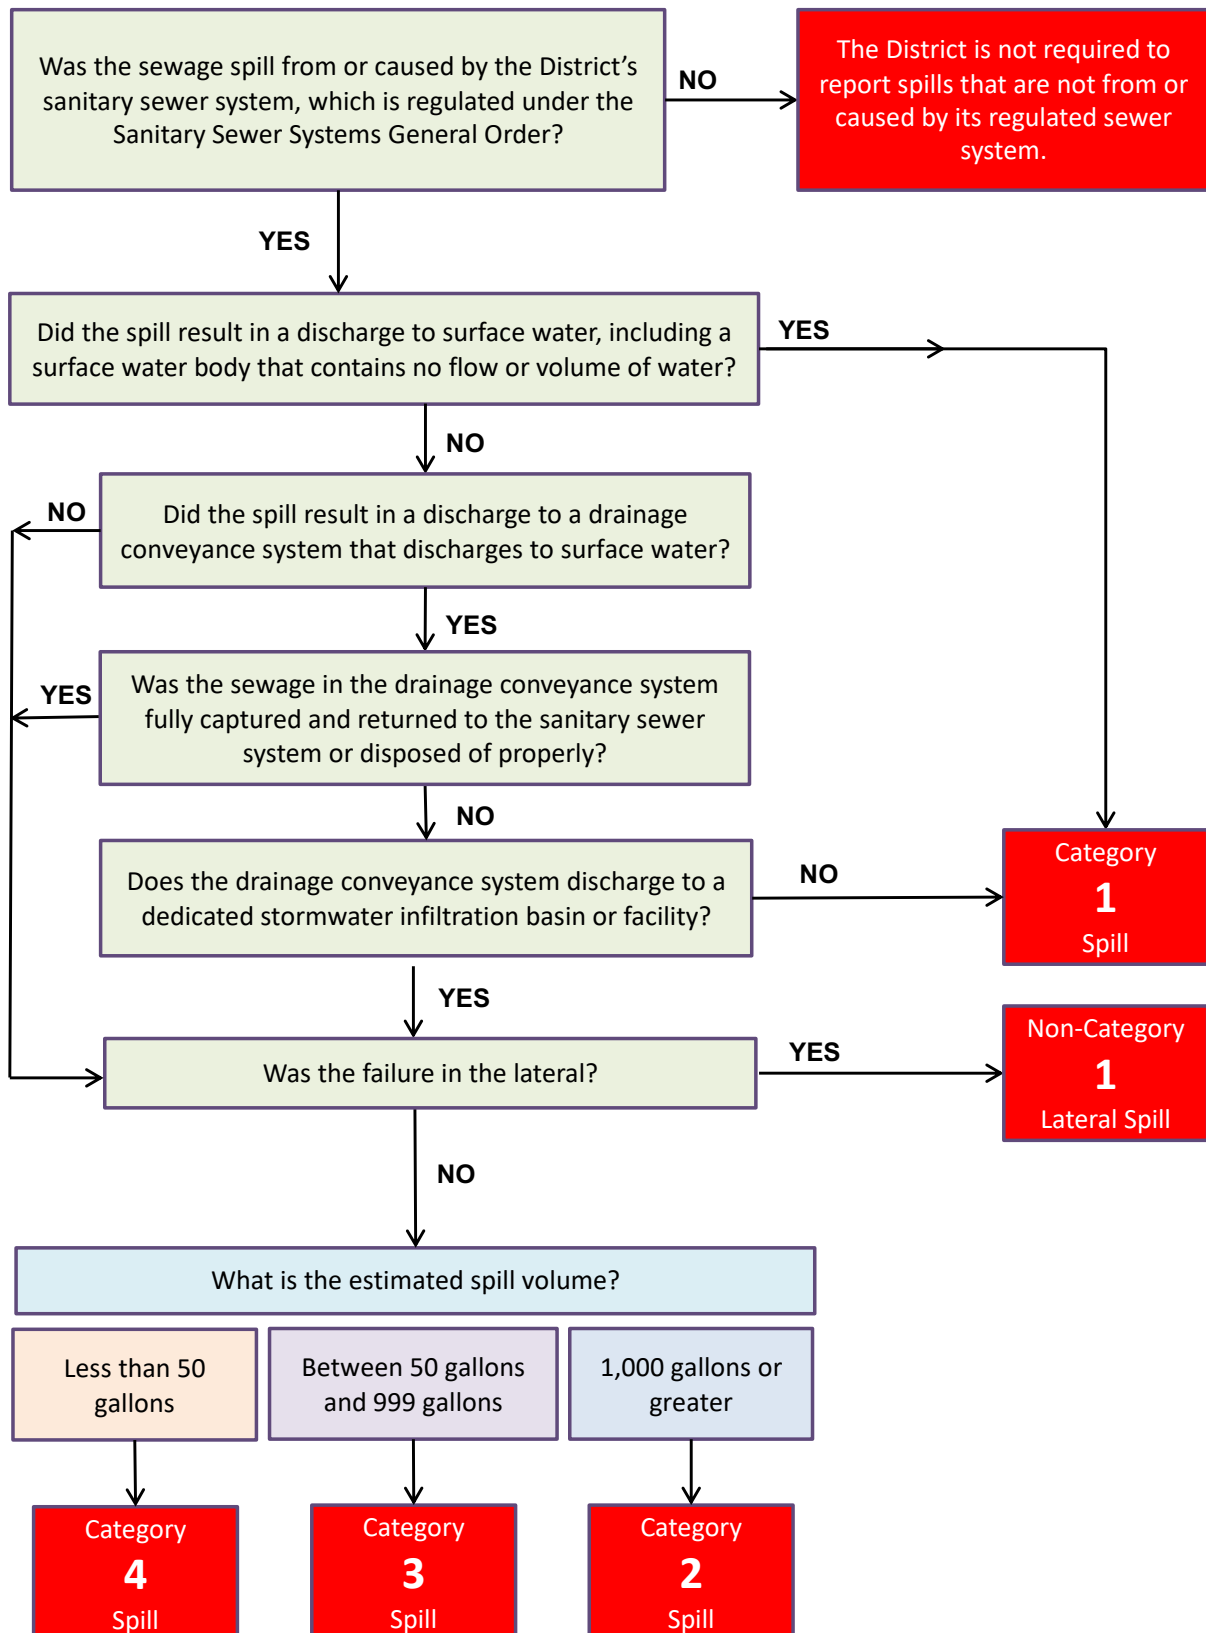 Was the sewage spill from or caused by the District's
sanitary sewer system, which is regulated under the
Sanitary Sewer Systems General Order?
NO
The District is not required to
report spills that are not from or
caused by its regulated sewer
system.
YES
Did the spill result in a discharge to surface water, including a
surface water body that contains no flow or volume of water?
YES
NO
Did the spill result in a discharge to a drainage
conveyance system that discharges to surface water?
NO
YES
Was the sewage in the drainage conveyance system
fully captured and returned to the sanitary sewer
system or disposed of properly?
YES
NO
Does the drainage conveyance system discharge to a
dedicated stormwater infiltration basin or facility?
NO
Category
1
Spill
YES
Was the failure in the lateral?
YES
Non-Category
1
Lateral Spill
NO
What is the estimated spill volume?
Less than 50
gallons
Between 50 gallons
and 999 gallons
1,000 gallons or
greater
Category
4
Spill
Category
3
Spill
Category
2
Spill